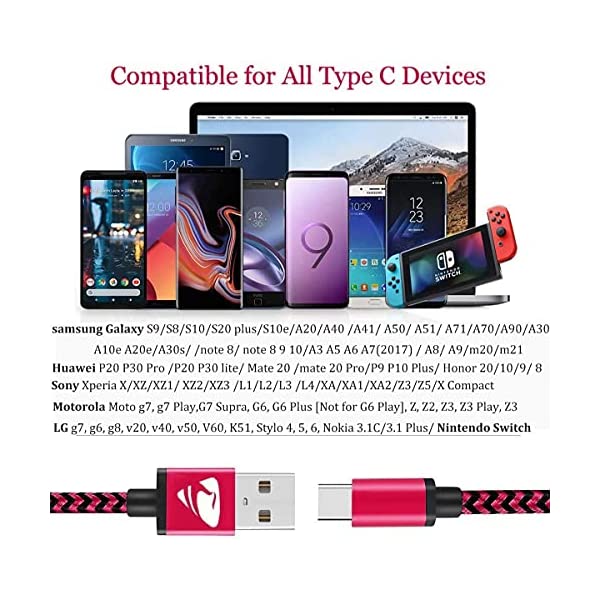 Compatible for All Type C Devices
SAMSUNG
9
NINTENDO
SWITCH
samsung Galaxy S9/S8/S10/S20 plus/S10e/A20/A40 /A41/ A50/ A51/ A71/A70/A90/A30
A10e A20e/A30s/ /note 8/ note 8 9 10/A3 A5 A6 A7(2017) / A8/ A9/m20/m21
Huawei P20 P30 Pro /P20 P30 lite/ Mate 20 /mate 20 Pro/P9 P10 Plus/ Honor 20/10/9/ 8
Sony Xperia X/XZ/XZ1/ XZ2/XZ3 /L1/L2/L3 /L4/XA/XA1/XA2/Z3/Z5/X Compact
Motorola Moto g7, g7 Play,G7 Supra, G6, G6 Plus [Not for G6 Play], Z, Z2, Z3, Z3 Play, Z3
LG g7, g6, g8, v20, v40, v50, V60, K51, Stylo 4, 5, 6, Nokia 3.1C/3.1 Plus/ Nintendo Switch